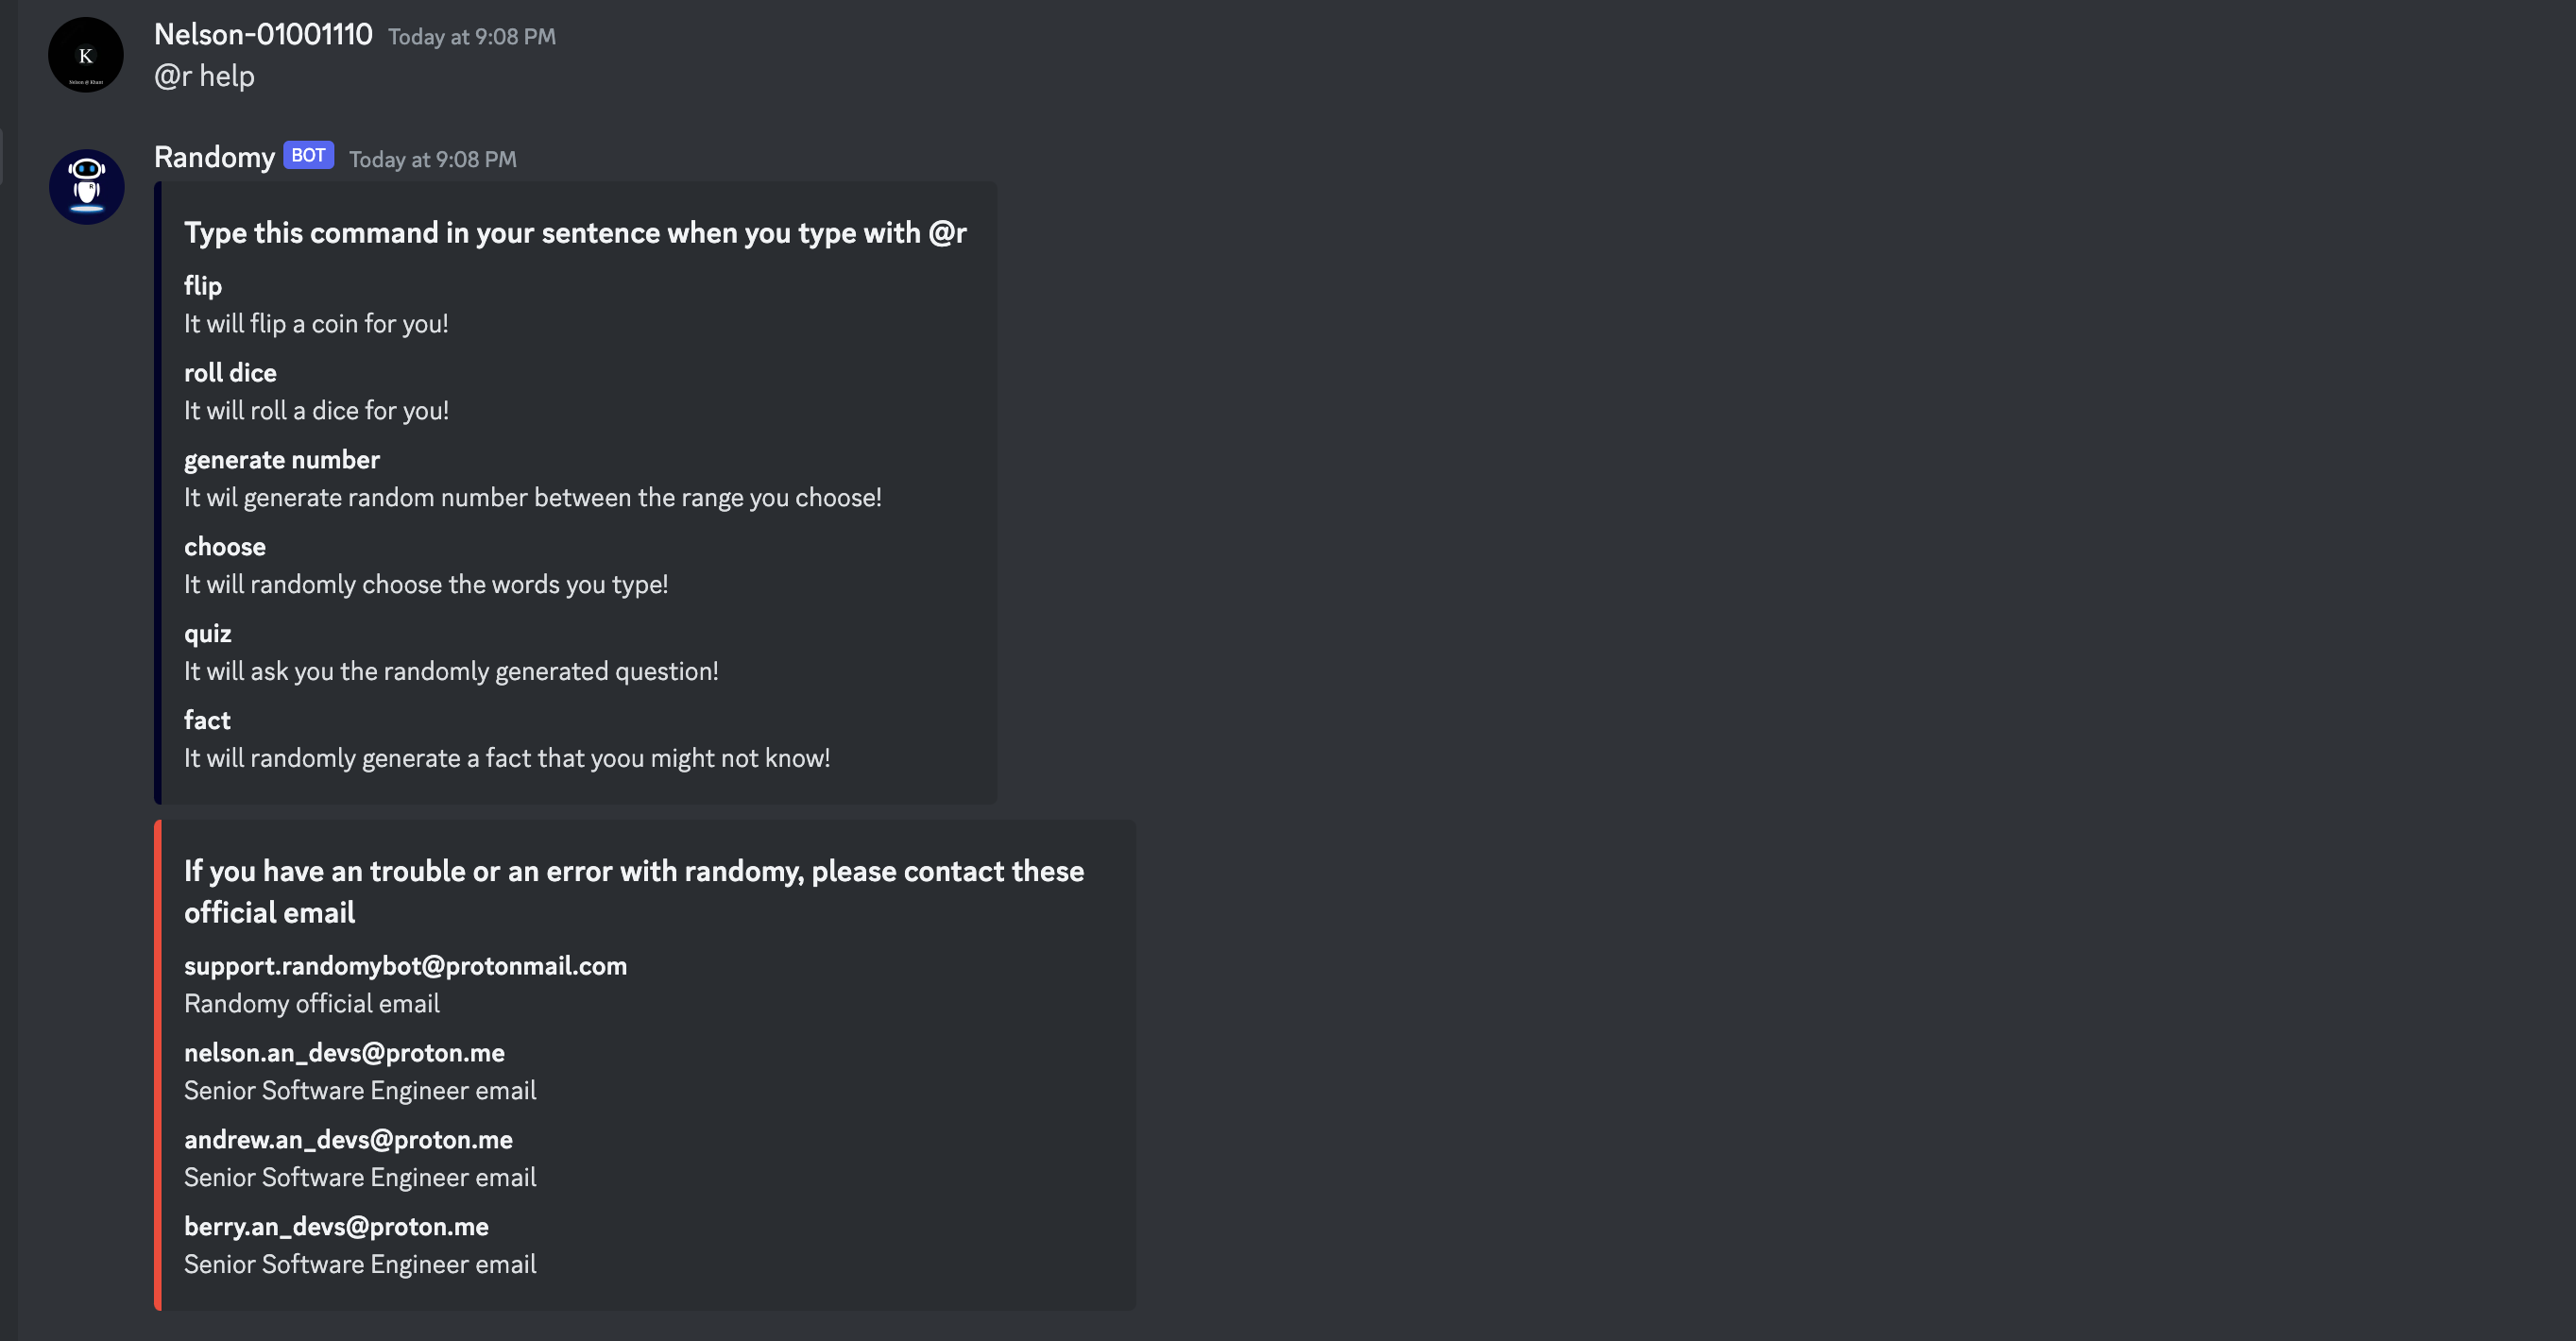 Nelson-01001110 Today at 9:08 PM
@r help
K
Nelson @ Khant
Randomy BOT Today at 9:08 PM
R
Type this command in your sentence when you type with @r
flip
It will flip a coin for you!
roll dice
It will roll a dice for you!
generate number
It wil generate random number between the range you choose!
choose
It will randomly choose the words you type!
quiz
It will ask you the randomly generated question!
fact
It will randomly generate a fact that yoou might not know!
If you have an trouble or an error with randomy, please contact these
official email
support.randomybot@protonmail.com
Randomy official email
nelson.an_devs@proton.me
Senior Software Engineer email
andrew.an_devs@proton.me
Senior Software Engineer email
berry.an_devs@proton.me
Senior Software Engineer email